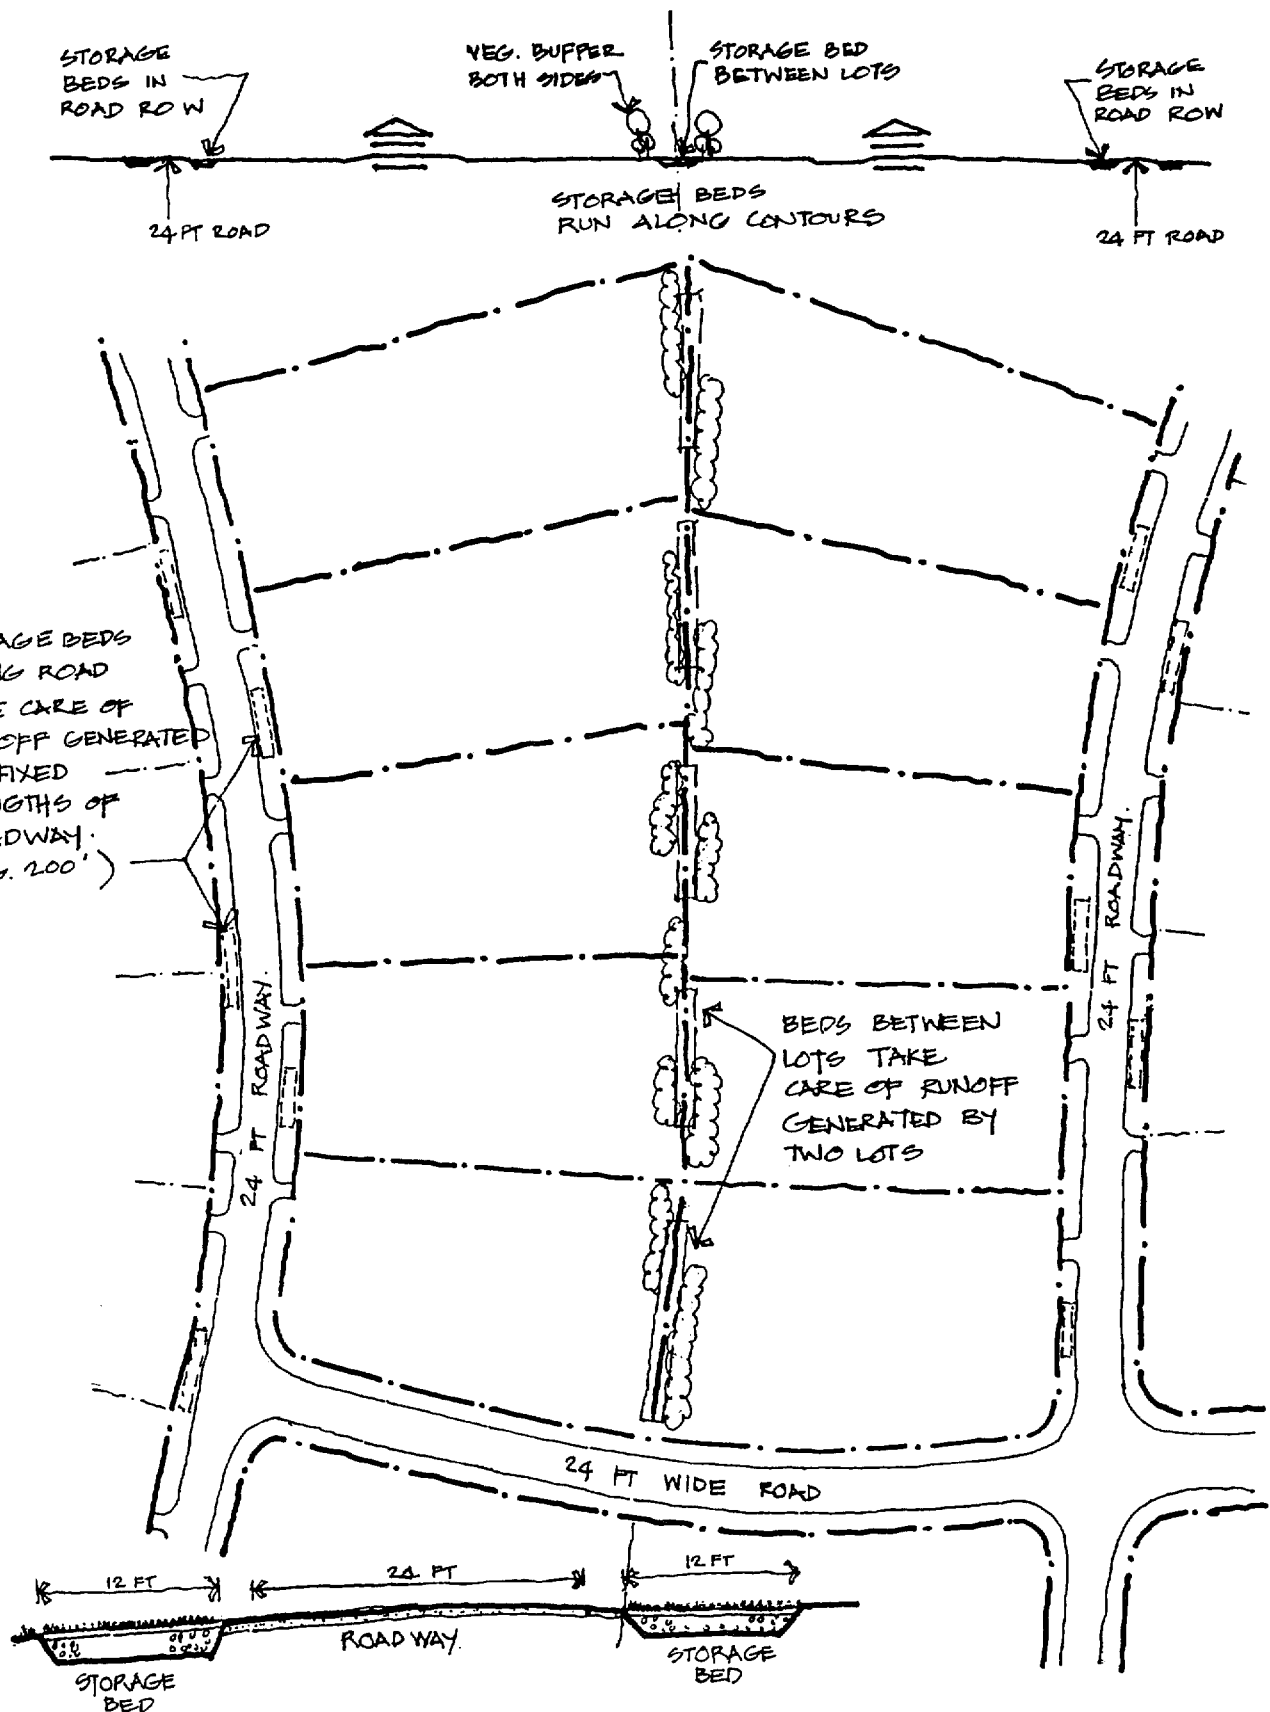 STORAGE
BEDS IN
ROAD ROW
VEG. BUFFER
BOTH SIDES
STORAGE BED
BETWEEN LOTS
STORAGE
BEDS IN
ROAD ROW
24 FT ROAD
STORAGE BEDS
RUN ALONG CONTOURS
24 FT ROAD
AGE BEDS
G ROAD
E CARE OF
OFF GENERATED
FIXED
GTHS OF
DWAY.
. 200')
24 FT ROADWAY.
24 FT ROADWAY.
BEDS BETWEEN
LOTS TAKE
CARE OF RUNOFF
GENERATED BY
TWO LOTS
24 FT WIDE ROAD
12 FT
24 FT
12 FT
ROADWAY.
STORAGE
BED
STORAGE
BED